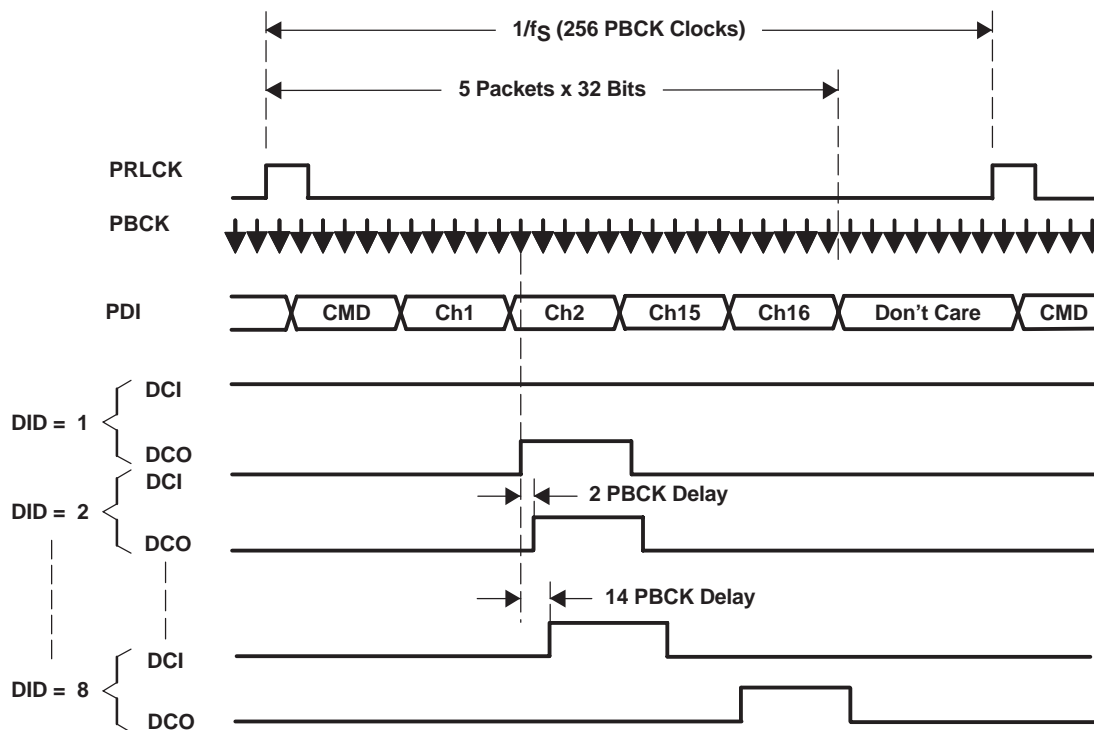 1/fS (256 PBCK Clocks)
5 Packets x 32 Bits
PRLCK
PBCK
PDI
CMD
Ch1
Ch2
Ch15
Ch16
Don't Care
CMD
DID = 1
DCI
DCO
DID = 2
DCI
2 PBCK Delay
DCO
14 PBCK Delay
DID = 8
DCI
DCO